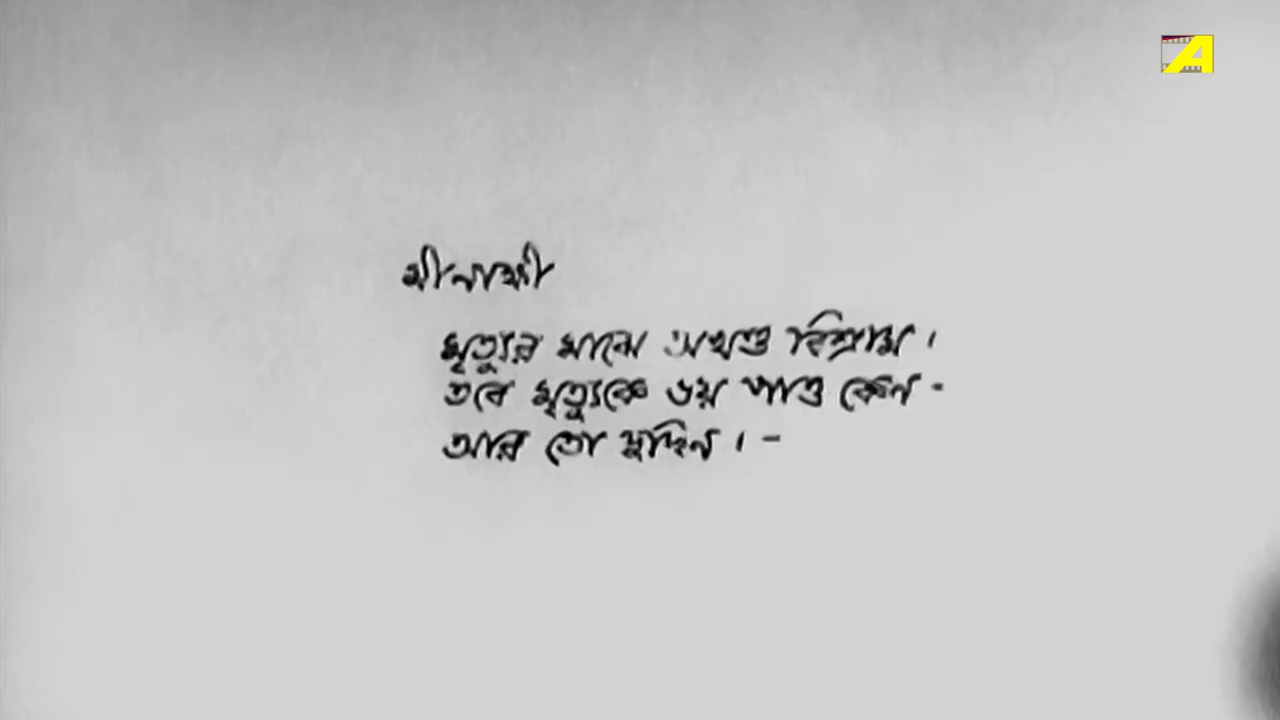 মীনাক্ষী
মৃত্যুর মাঝে অখণ্ড বিশ্রাম।
তবে মৃত্যুকে ভয় পাও কেন -
আর তো দুদিন। -